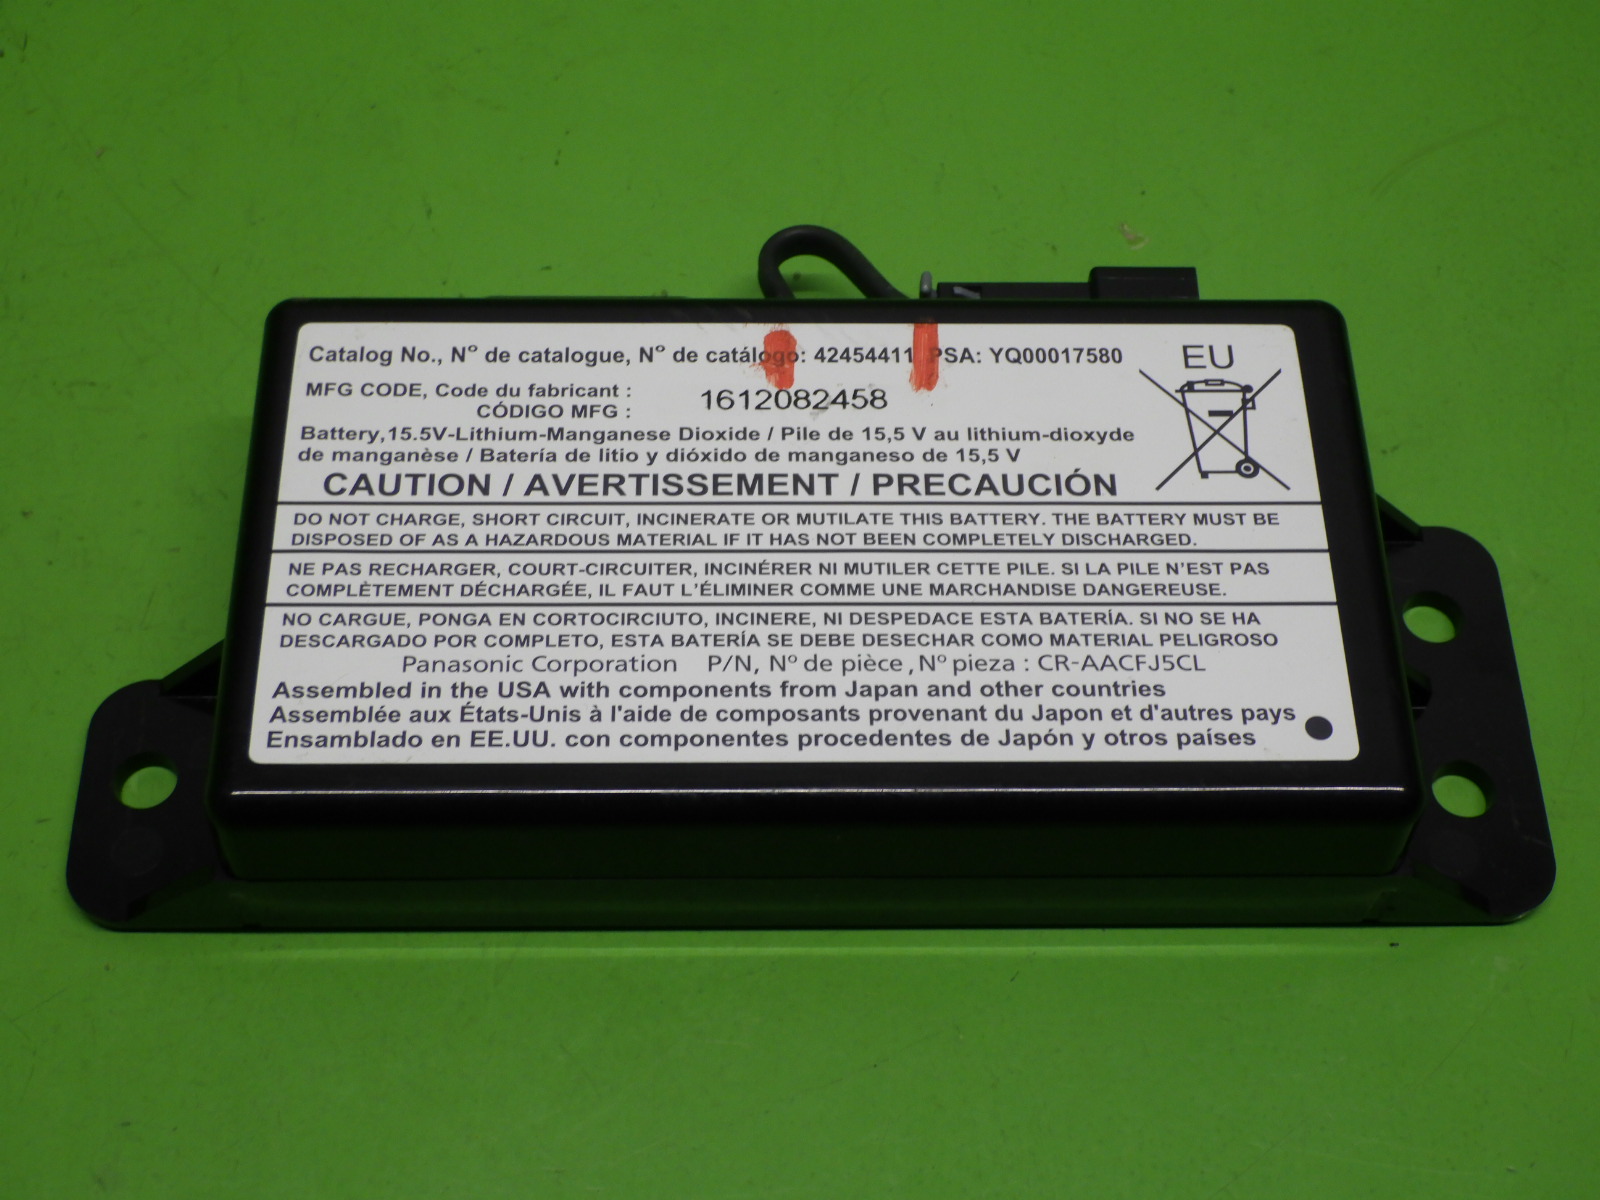 Catalog No., N° de catalogue, N° de catálogo: 42454411 PSA: YQ00017580
EU
MFG CODE, Code du fabricant :
CÓDIGO MFG :
1612082458
Battery,15.5V-Lithium-Manganese Dioxide / Pile de 15,5 V au lithium-dioxyde
de manganèse / Batería de litio y dióxido de manganeso de 15,5 V
CAUTION / AVERTISSEMENT / PRECAUCIÓN
DO NOT CHARGE, SHORT CIRCUIT, INCINERATE OR MUTILATE THIS BATTERY. THE BATTERY MUST BE
DISPOSED OF AS A HAZARDOUS MATERIAL IF IT HAS NOT BEEN COMPLETELY DISCHARGED.
NE PAS RECHARGER, COURT-CIRCUITER, INCINÉRER NI MUTILER CETTE PILE. SI LA PILE N'EST PAS
COMPLÈTEMENT DÉCHARGÉE, IL FAUT L'ÉLIMINER COMME UNE MARCHANDISE DANGEREUSE.
NO CARGUE, PONGA EN CORTOCIRCUITO, INCINERE, NI DESPEDACE ESTA BATERÍA. SI NO SE HA
DESCARGADO POR COMPLETO, ESTA BATERÍA SE DEBE DESECHAR COMO MATERIAL PELIGROSO
Panasonic Corporation P/N, N° de pièce, N° pieza : CR-AACFJ5CL
Assembled in the USA with components from Japan and other countries
Assemblée aux États-Unis à l'aide de composants provenant du Japon et d'autres pays
Ensamblado en EE.UU. con componentes procedentes de Japón y otros países